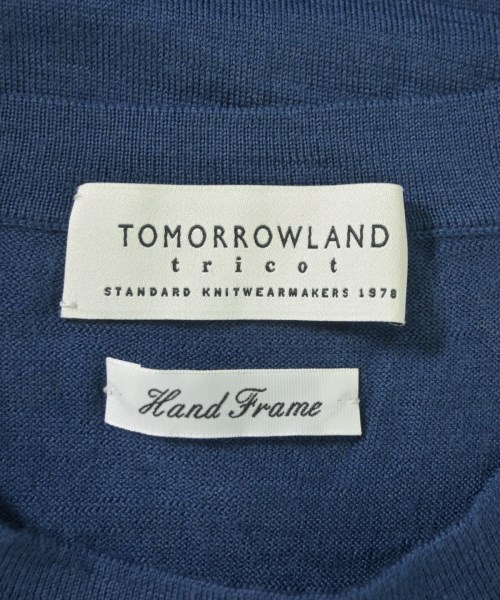 TOMORROWLAND
tricot
STANDARD KNITWEARMAKERS 1978
Hand Frame